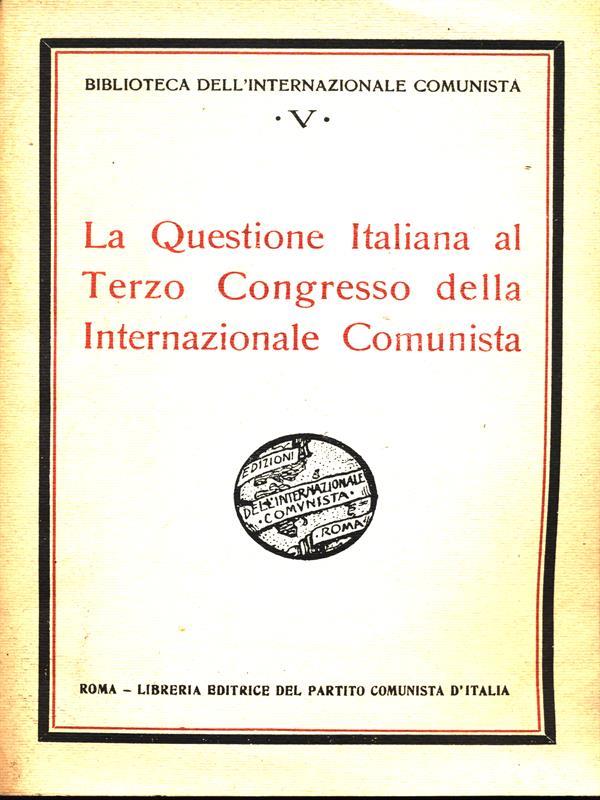 BIBLIOTECA DELL'INTERNAZIONALE COMUNISTA
• V •
La Questione Italiana al
Terzo Congresso della
Internazionale Comunista
EDIZIONI
DELL'INTERNAZIONALE
• COMVNISTA •
• ROMA •
ROMA – LIBRERIA EDITRICE DEL PARTITO COMUNISTA D'ITALIA